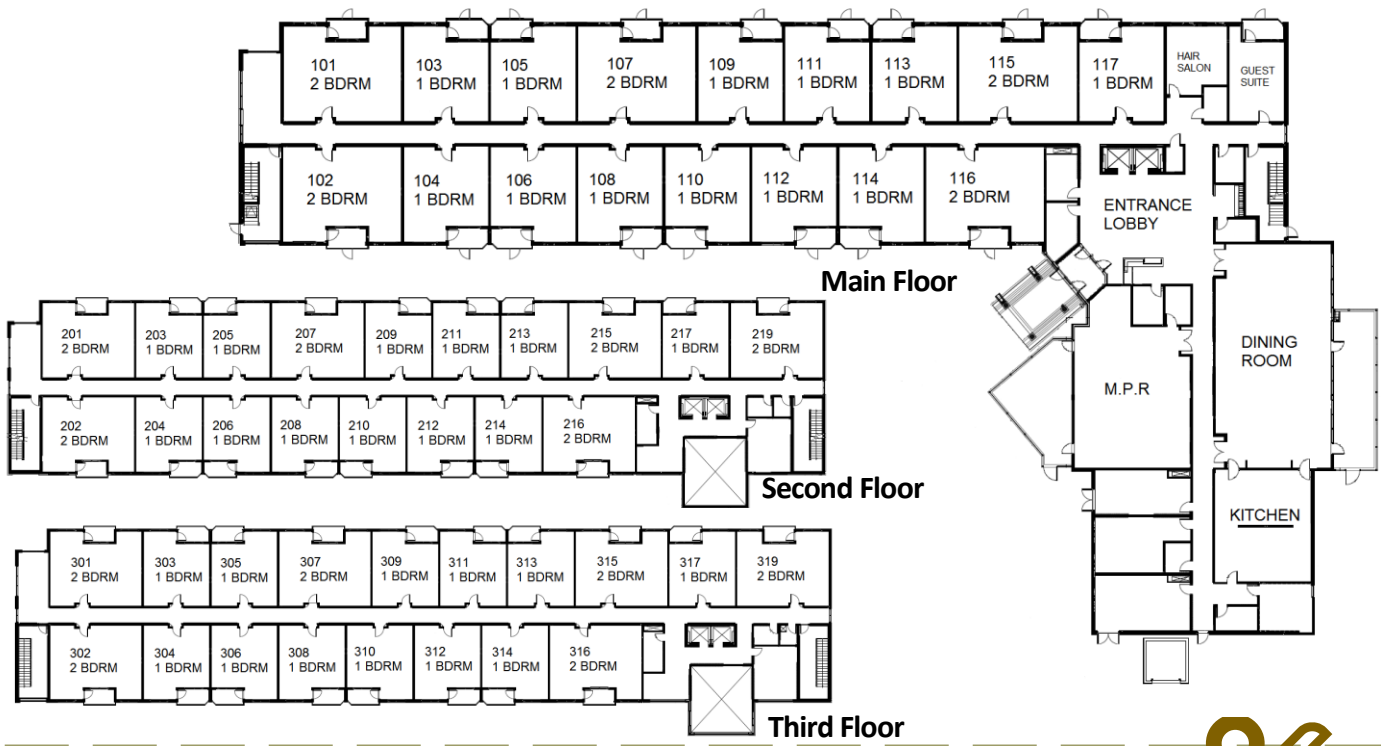 101
2 BDRM
103
1 BDRM
105
1 BDRM
107
2 BDRM
109
1 BDRM
111
1 BDRM
113
1 BDRM
115
2 BDRM
117
1 BDRM
HAIR
SALON
GUEST
SUITE
102
2 BDRM
104
1 BDRM
106
1 BDRM
108
1 BDRM
110
1 BDRM
112
1 BDRM
114
1 BDRM
116
2 BDRM
ENTRANCE
LOBBY
Main Floor
M.P.R
DINING
ROOM
KITCHEN
201
2 BDRM
203
1 BDRM
205
1 BDRM
207
2 BDRM
209
1 BDRM
211
1 BDRM
213
1 BDRM
215
2 BDRM
217
1 BDRM
219
2 BDRM
202
2 BDRM
204
1 BDRM
206
1 BDRM
208
1 BDRM
210
1 BDRM
212
1 BDRM
214
1 BDRM
216
2 BDRM
Second Floor
301
2 BDRM
303
1 BDRM
305
1 BDRM
307
2 BDRM
309
1 BDRM
311
1 BDRM
313
1 BDRM
315
2 BDRM
317
1 BDRM
319
2 BDRM
302
2 BDRM
304
1 BDRM
306
1 BDRM
308
1 BDRM
310
1 BDRM
312
1 BDRM
314
1 BDRM
316
2 BDRM
Third Floor